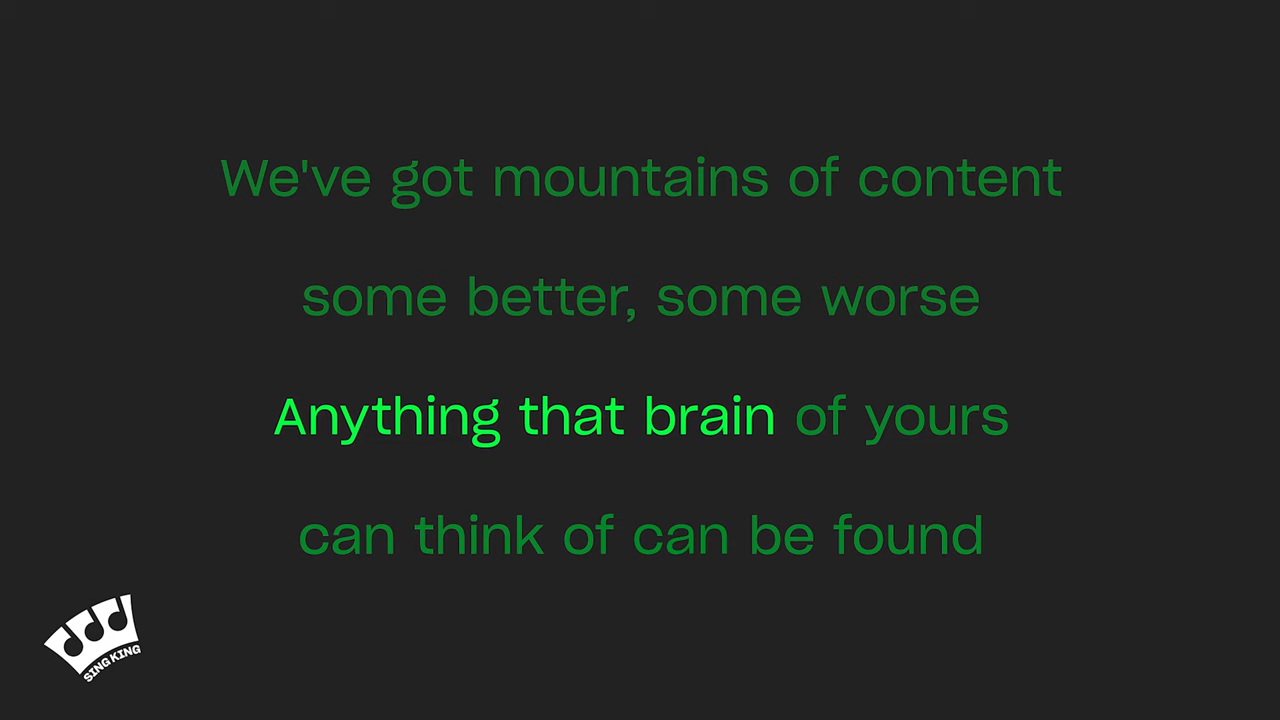 We've got mountains of content
some better, some worse
Anything that brain of yours
can think of can be found
SING KING